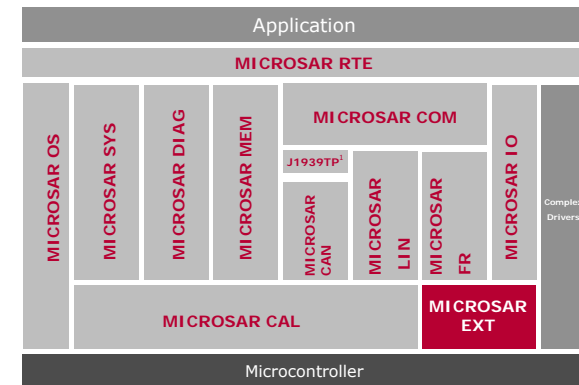 Application
MICROSAR RTE
MICROSAR OS
MICROSAR SYS
MICROSAR DIAG
MICROSAR MEM
MICROSAR COM
J1939TP¹
MICROSAR
CAN
MICROSAR
LIN
MICROSAR
FR
MICROSAR IO
Complex
Drivers
MICROSAR CAL
MICROSAR
EXT
Microcontroller